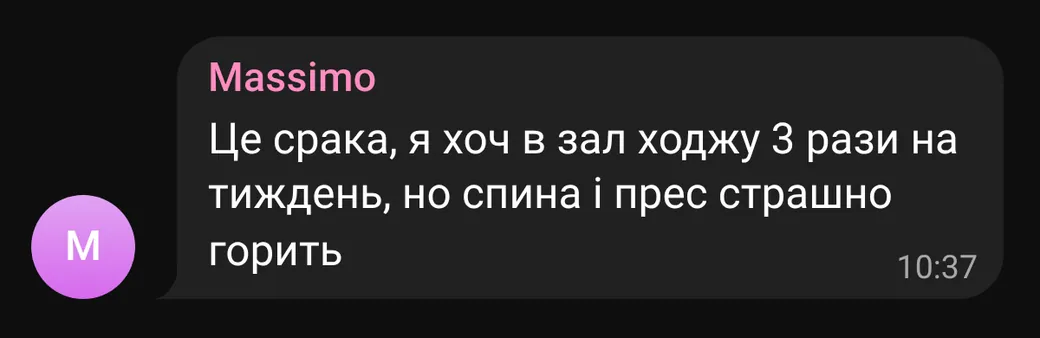 Massimo
Це срака, я хоч в зал ходжу 3 рази на
тиждень, но спина і прес страшно
горить
10:37
M